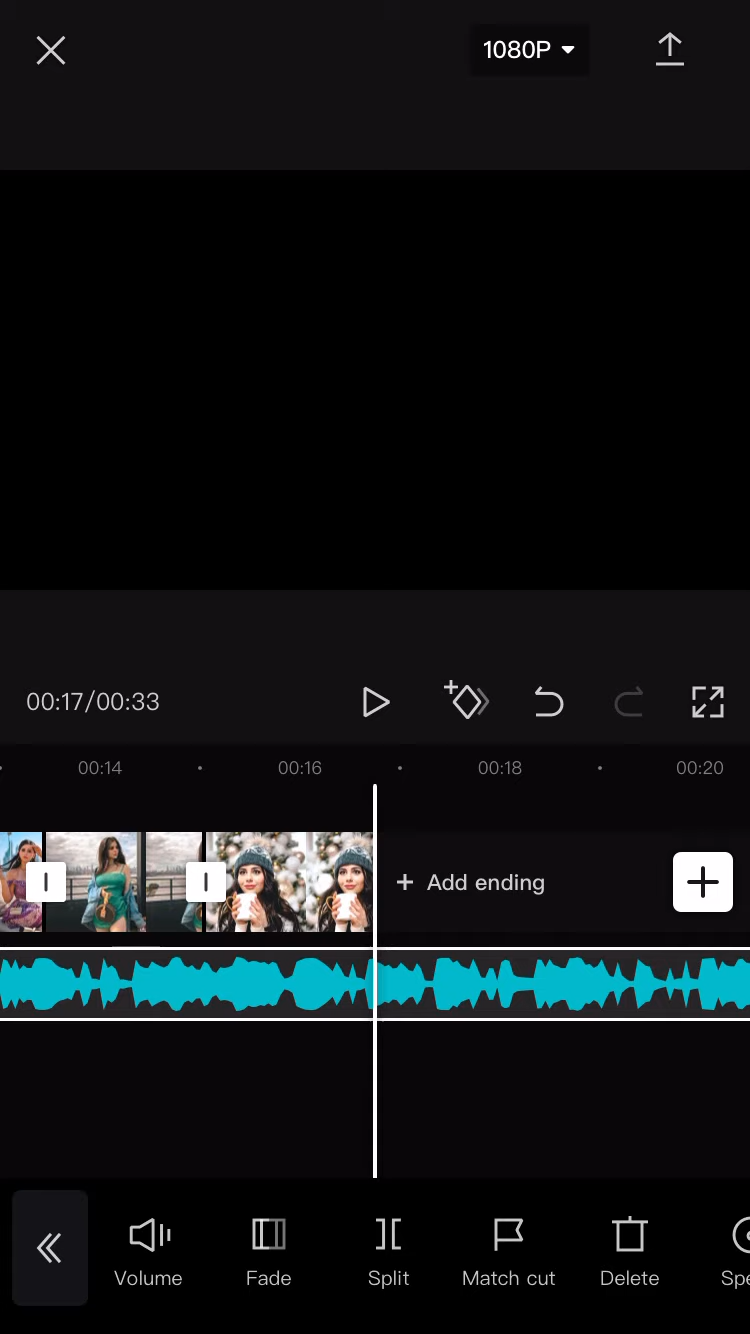 1080P
00:17/00:33
00:14
00:16
00:18
00:20
+ Add ending
Volume
Fade
Split
Match cut
Delete
Spe